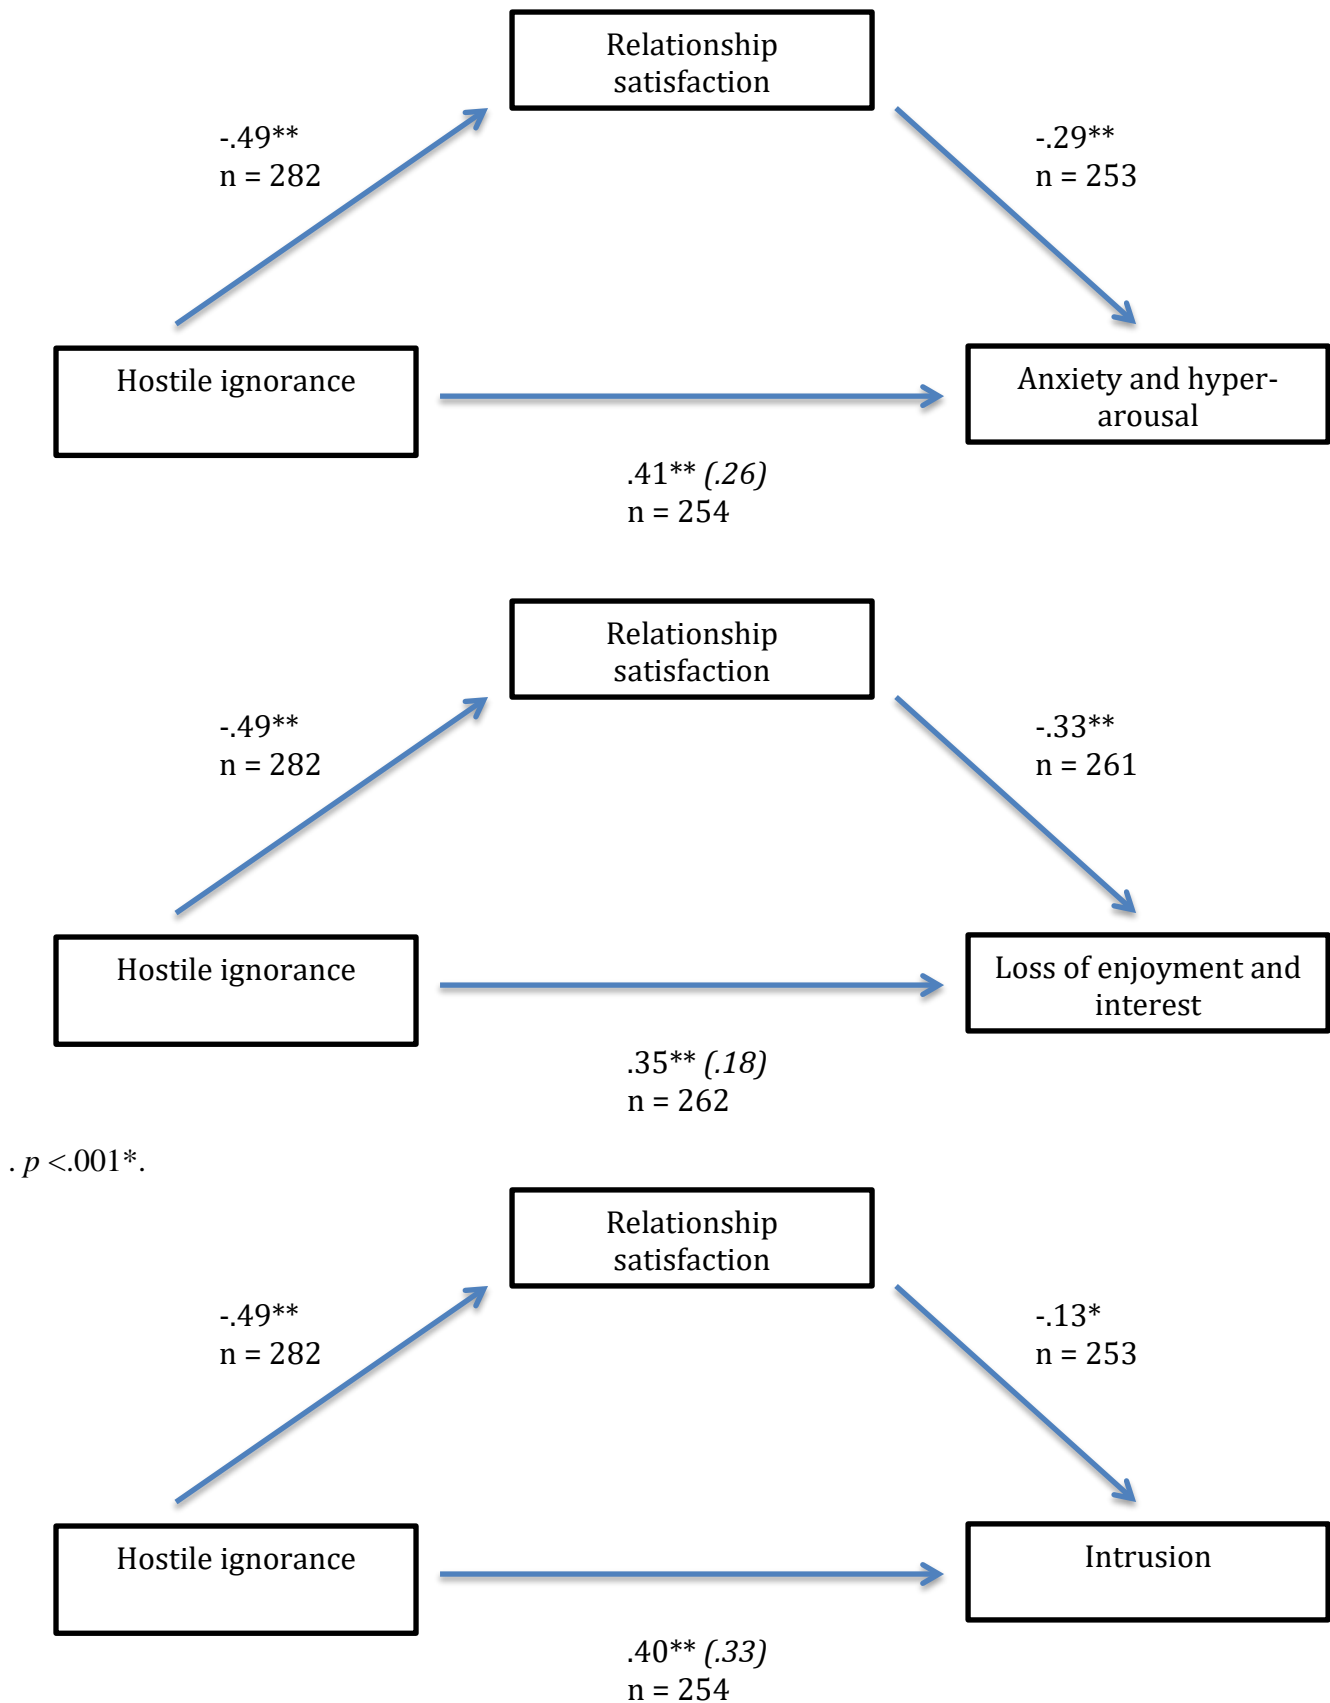 Relationship
satisfaction
-.49**
n = 282
-.29**
n = 253
Hostile ignorance
Anxiety and hyper-
arousal
.41** (.26)
n = 254
Relationship
satisfaction
-.49**
n = 282
-.33**
n = 261
Hostile ignorance
Loss of enjoyment and
interest
.35** (.18)
n = 262
. p <.001*.
Relationship
satisfaction
-.49**
n = 282
-.13*
n = 253
Hostile ignorance
Intrusion
.40** (.33)
n = 254